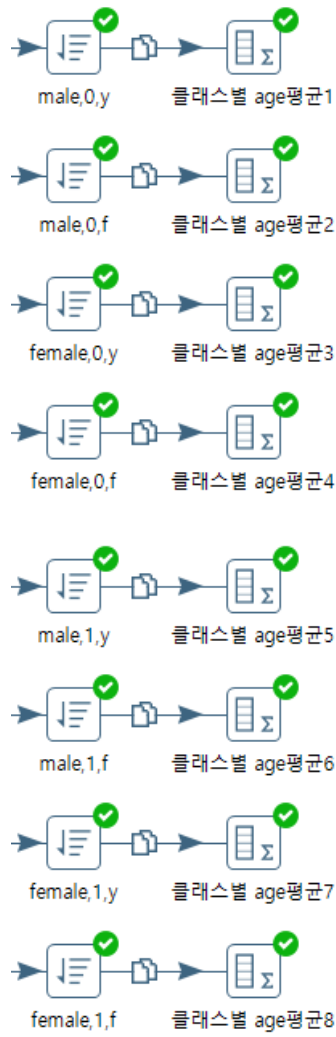 male,0,y 클래스별 age평균1
male,0,f 클래스별 age평균2
female,0,y 클래스별 age평균3
female,0,f 클래스별 age평균4
male,1,y 클래스별 age평균5
male,1,f 클래스별 age평균6
female,1,y 클래스별 age평균7
female,1,f 클래스별 age평균8